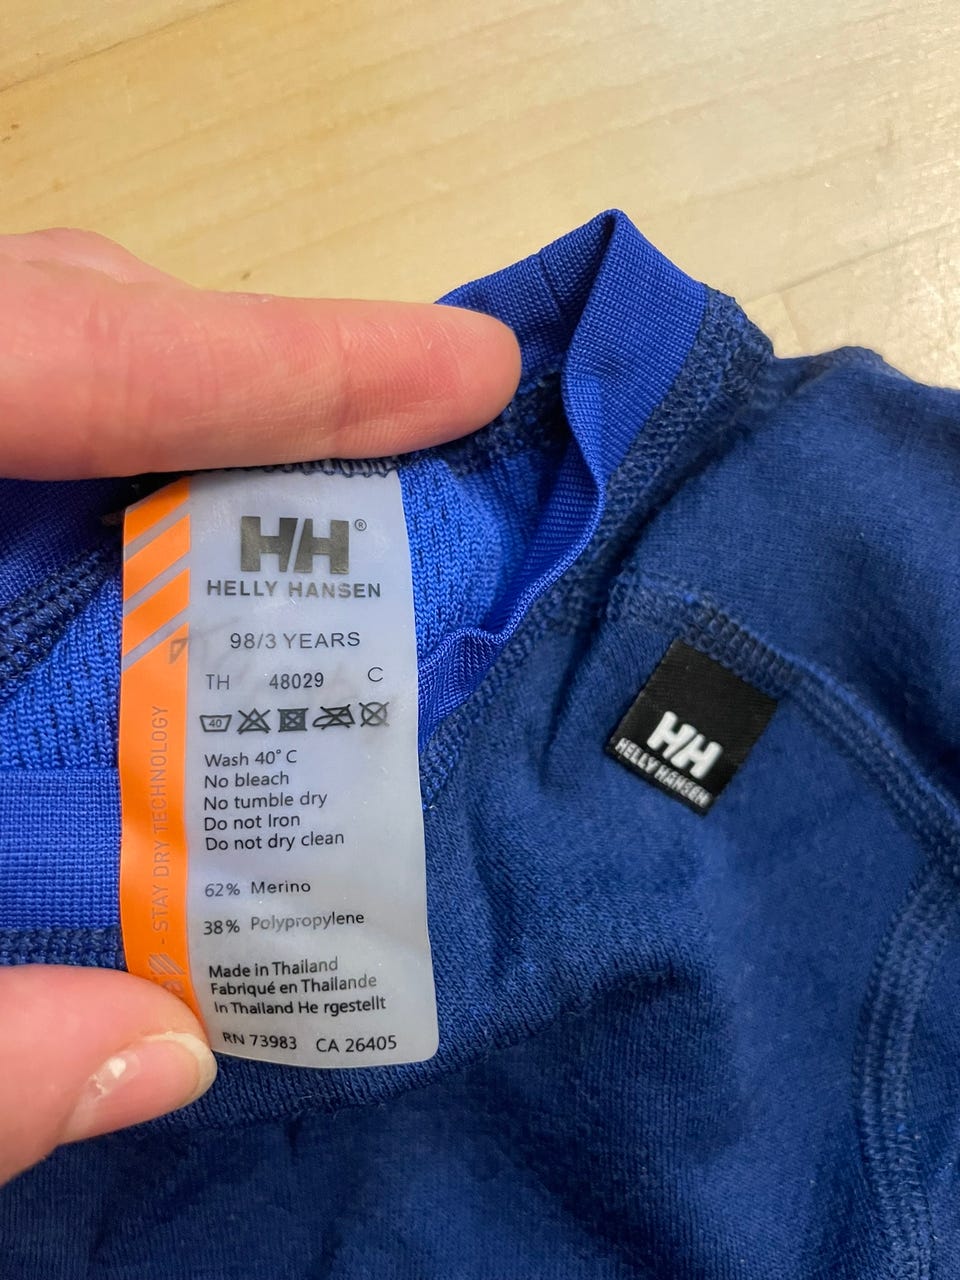 HH®
HELLY HANSEN
98/3 YEARS
TH 48029 C
40
Wash 40° C
No bleach
No tumble dry
Do not Iron
Do not dry clean
62% Merino
38% Polypropylene
Made in Thailand
Fabriqué en Thaïlande
In Thailand He rgestellt
RN 73983 CA 26405
- STAY DRY TECHNOLOGY
HH
HELLY HANSEN